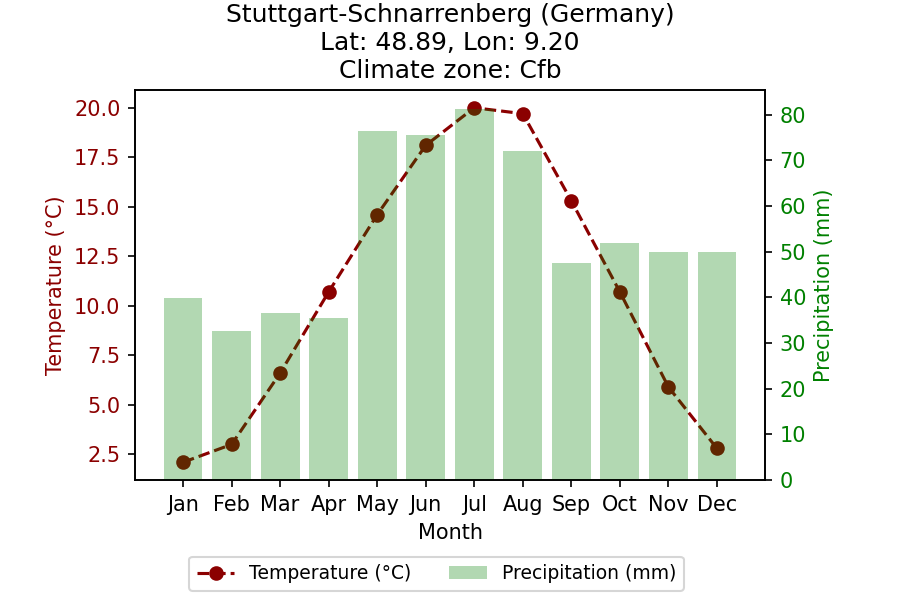 Stuttgart-Schnarrenberg (Germany)
Lat: 48.89, Lon: 9.20
Climate zone: Cfb
Temperature (°C)
20.0
17.5
15.0
12.5
10.0
7.5
5.0
2.5
80
70
60
50
40
30
20
10
0
Precipitation (mm)
Jan Feb Mar Apr May Jun Jul Aug Sep Oct Nov Dec
Month
Temperature (°C) Precipitation (mm)